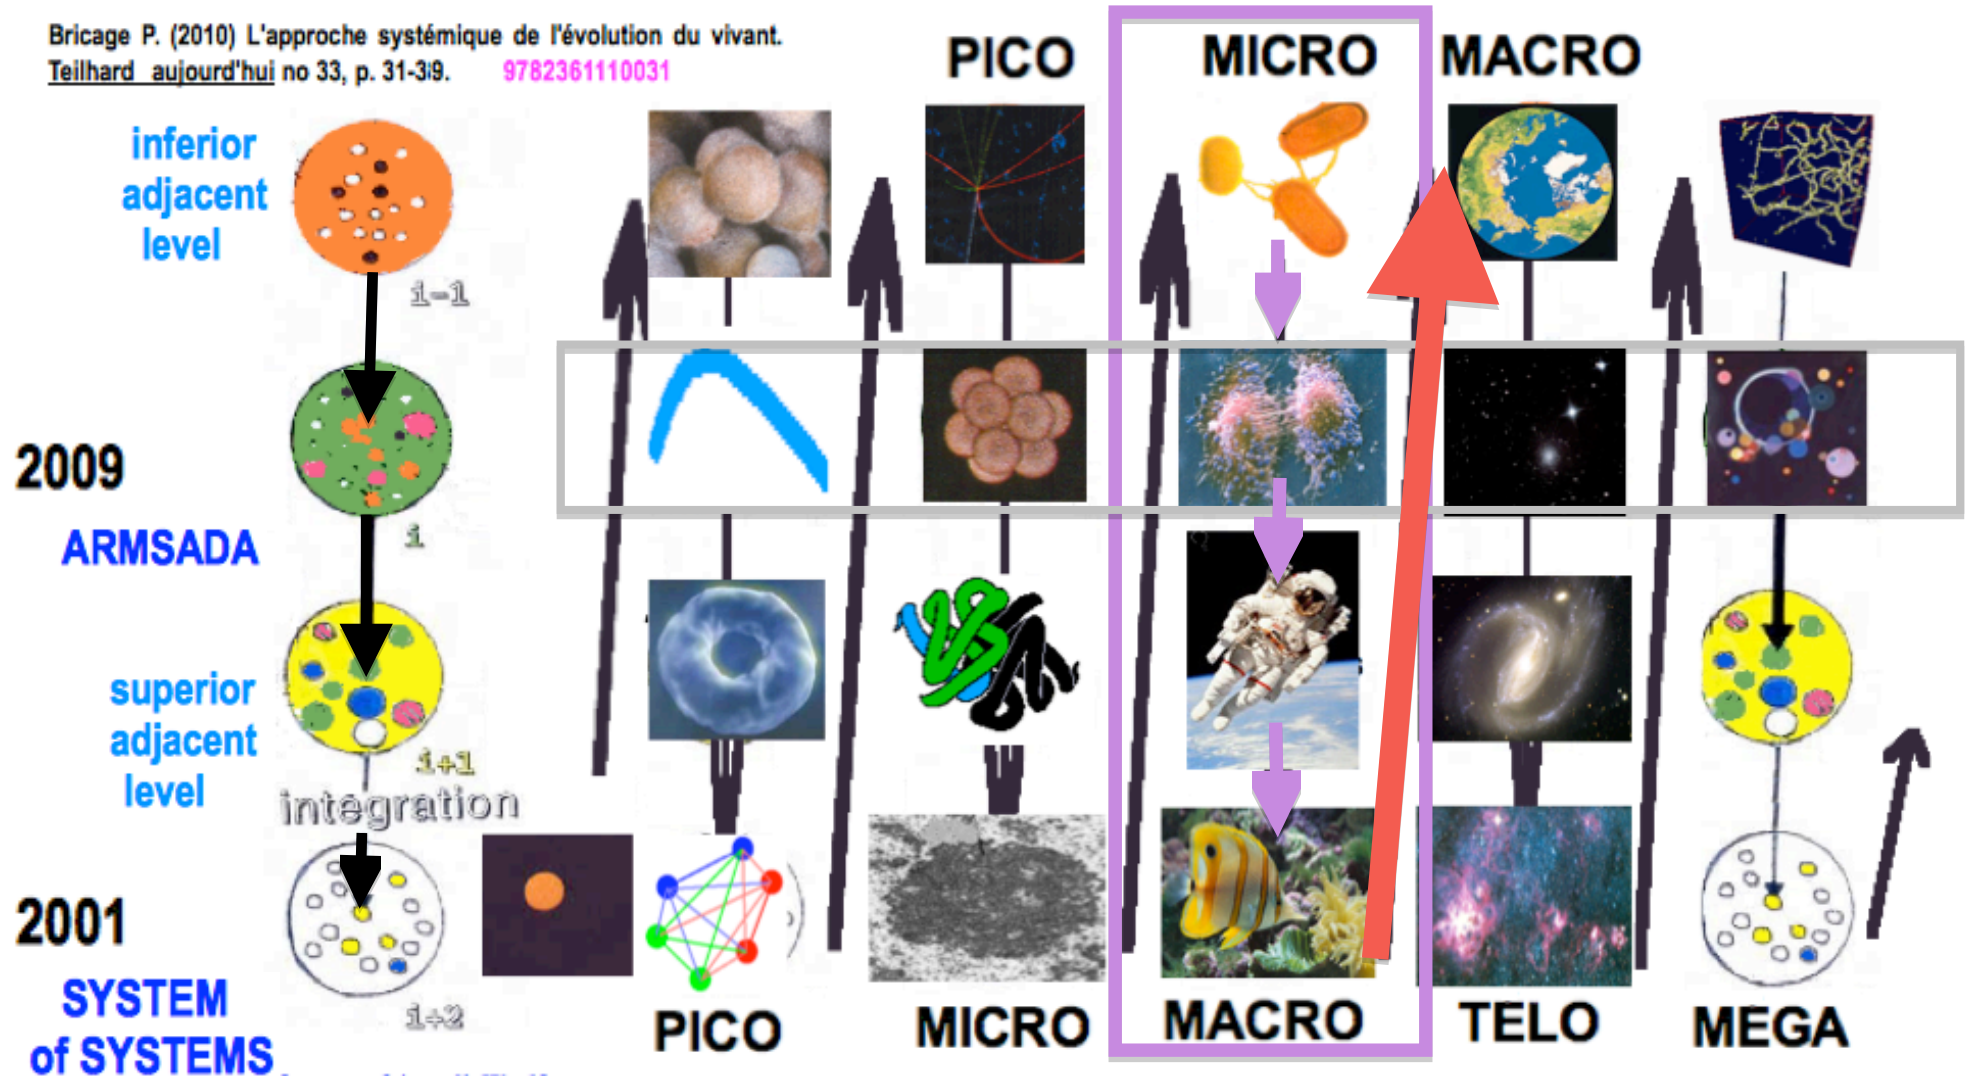 Bricage P. (2010) L'approche systémique de l'évolution du vivant.
Teilhard aujourd'hui no 33, p. 31-39.
9782361110031
PICO
MICRO
MACRO
inferior
adjacent
level
i-1
2009
ARMSADA
i
superior
adjacent
level
i+1
intégration
2001
SYSTEM
of SYSTEMS
i+2
PICO
MICRO
MACRO
TELO
MEGA